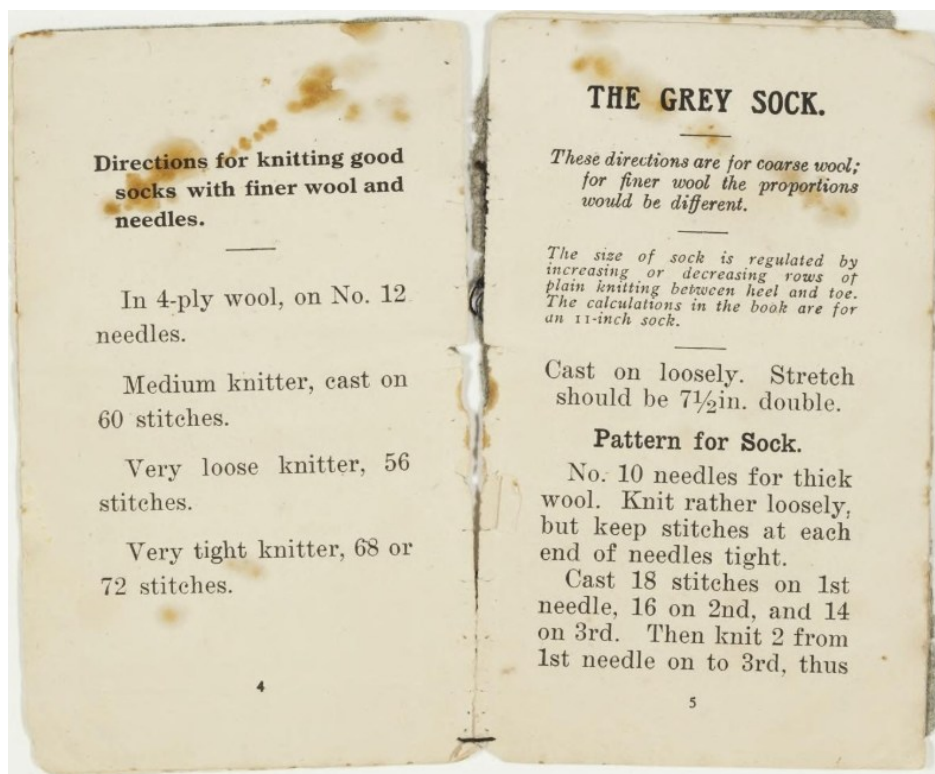 Directions for knitting good
socks with finer wool and
needles.
In 4-ply wool, on No. 12
needles.
Medium knitter, cast on
60 stitches.
Very loose knitter, 56
stitches.
Very tight knitter, 68 or
72 stitches.
4
THE GREY SOCK.
These directions are for coarse wool;
for finer wool the proportions
would be different.
The size of sock is regulated by
increasing or decreasing rows of
plain knitting between heel and toe.
The calculations in the book are for
an 11-inch sock.
Cast on loosely. Stretch
should be 7½in. double.
Pattern for Sock.
No. 10 needles for thick
wool. Knit rather loosely,
but keep stitches at each
end of needles tight.
Cast 18 stitches on 1st
needle, 16 on 2nd, and 14
on 3rd. Then knit 2 from
1st needle on to 3rd, thus
5